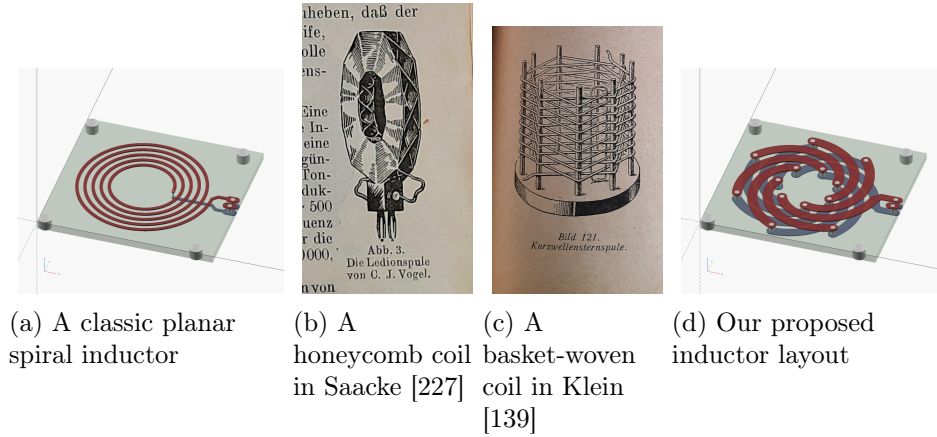 uheben, daß der
ife,
olle
ens-
Eine
e In-
eine
gün-
Ton-
duk-
500
uenz
r die
0000,
n von
Abb. 3.
Die Ledionspule
von C. J. Vogel.
Bild 121.
Kurzwellensternspule.
(a) A classic planar
spiral inductor
(b) A
honeycomb coil
in Saacke [227]
(c) A
basket-woven
coil in Klein
[139]
(d) Our proposed
inductor layout